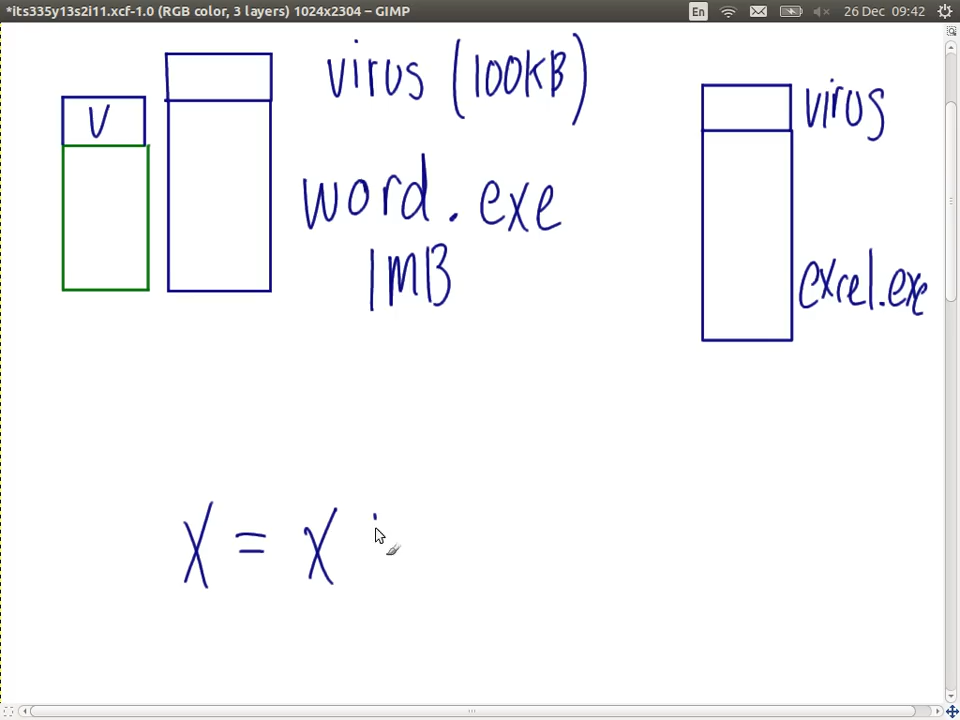 *its335y13s2i11.xcf-1.0 (RGB color, 3 layers) 1024x2304 – GIMP
En
26 Dec 09:42
virus (100KB)
v
virus
word.exe
1MB
excel.exe
X = X